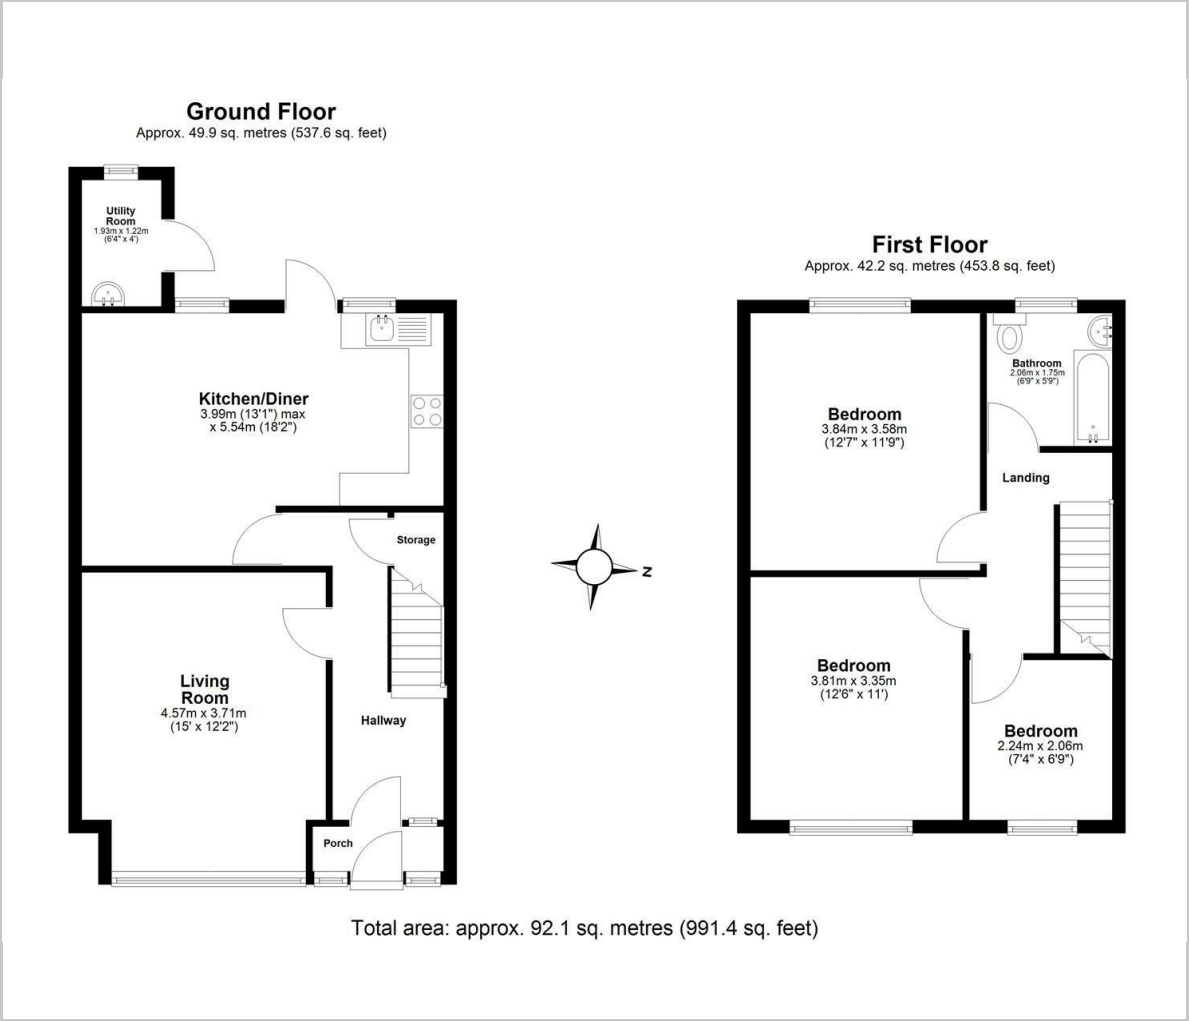 Ground Floor
Approx. 49.9 sq. metres (537.6 sq. feet)
Utility
Room
1.93m x 1.22m
(6'4" x 4')
Kitchen/Diner
3.99m (13'1") max
x 5.54m (18'2")
Storage
Living
Room
4.57m x 3.71m
(15' x 12'2")
Hallway
Porch
N
First Floor
Approx. 42.2 sq. metres (453.8 sq. feet)
Bathroom
2.06m x 1.75m
(6'9" x 5'9")
Bedroom
3.84m x 3.58m
(12'7" x 11'9")
Landing
Bedroom
3.81m x 3.35m
(12'6" x 11')
Bedroom
2.24m x 2.06m
(7'4" x 6'9")
Total area: approx. 92.1 sq. metres (991.4 sq. feet)